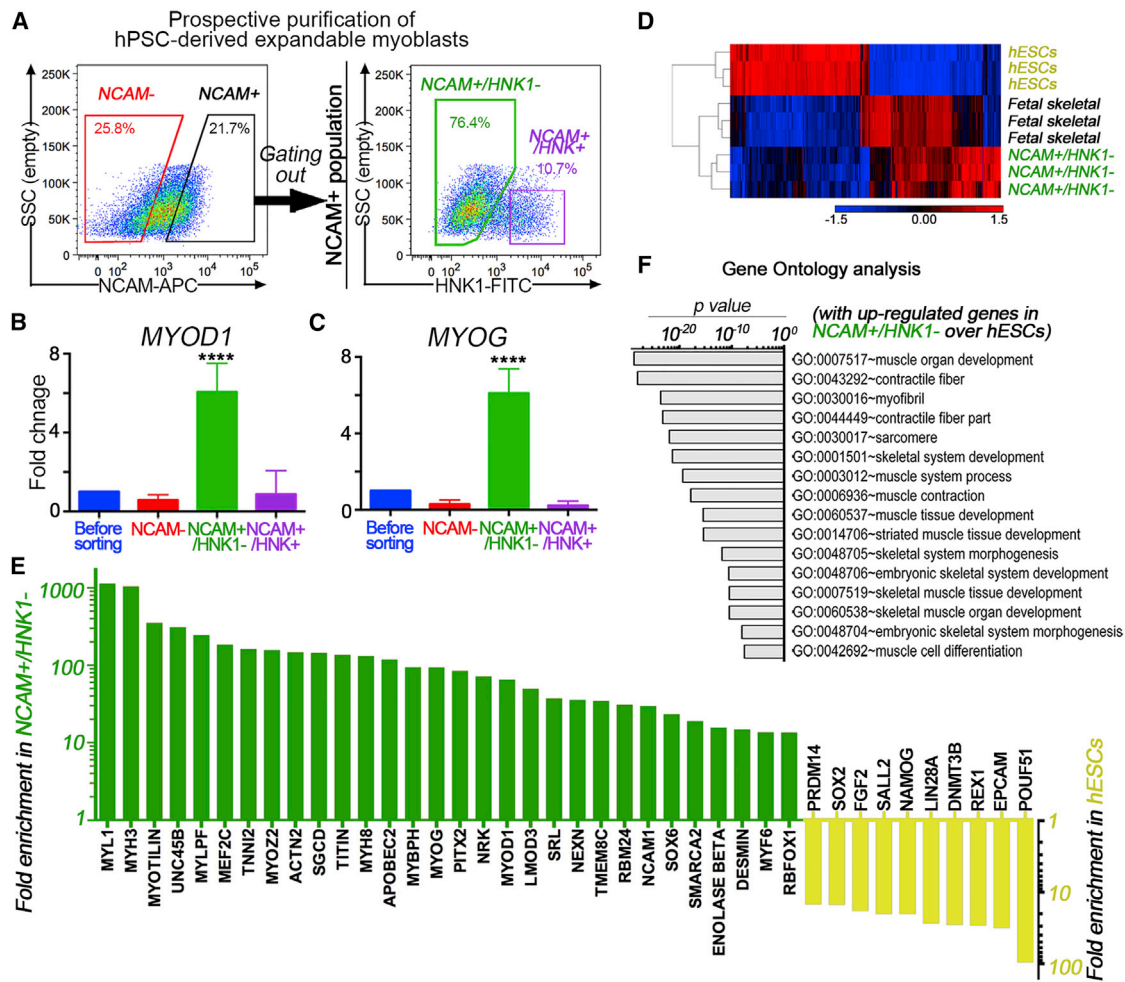 A
Prospective purification of
hPSC-derived expandable myoblasts
SSC (empty)
250K
200K
150K
100K
50K
0
NCAM-
25.8%
NCAM+
21.7%
0 10² 10³ 10⁴ 10⁵
NCAM-APC
Gating
out
NCAM+ population
SSC (empty)
250K
200K
150K
100K
50K
0
NCAM+/HNK1-
76.4%
NCAM+
/HNK+
10.7%
0 10² 10³ 10⁴ 10⁵
HNK1-FITC
B
MYOD1
Fold chnage
8
4
0
****
Before
sorting
NCAM-
NCAM+
/HNK1-
NCAM+
/HNK+
C
MYOG
8
4
0
****
Before
sorting
NCAM-
NCAM+
/HNK1-
NCAM+
/HNK+
D
hESCs
hESCs
hESCs
Fetal skeletal
Fetal skeletal
Fetal skeletal
NCAM+/HNK1-
NCAM+/HNK1-
NCAM+/HNK1-
-1.5 0.00 1.5
F
Gene Ontology analysis
p value
(with up-regulated genes in
NCAM+/HNK1- over hESCs)
10⁻²⁰ 10⁻¹⁰ 10⁰
GO:0007517~muscle organ development
GO:0043292~contractile fiber
GO:0030016~myofibril
GO:0044449~contractile fiber part
GO:0030017~sarcomere
GO:0001501~skeletal system development
GO:0003012~muscle system process
GO:0006936~muscle contraction
GO:0060537~muscle tissue development
GO:0014706~striated muscle tissue development
GO:0048705~skeletal system morphogenesis
GO:0048706~embryonic skeletal system development
GO:0007519~skeletal muscle tissue development
GO:0060538~skeletal muscle organ development
GO:0048704~embryonic skeletal system morphogenesis
GO:0042692~muscle cell differentiation
E
Fold enrichment in NCAM+/HNK1-
1000
100
10
1
MYL1
MYH3
MYOTILIN
UNC45B
MYLPF
MEF2C
TNNI2
MYOZ2
ACTN2
SGCD
TITIN
MYH8
APOBEC2
MYBPH
MYOG
PITX2
NRK
MYOD1
LMOD3
SRL
NEXN
TMEM8C
RBM24
NCAM1
SOX6
SMARCA2
ENOLASE BETA
DESMIN
MYF6
RBFOX1
PRDM14
SOX2
FGF2
SALL2
NAMOG
LIN28A
DNMT3B
REX1
EPCAM
POUF51
1
10
100
Fold enrichment in hESCs